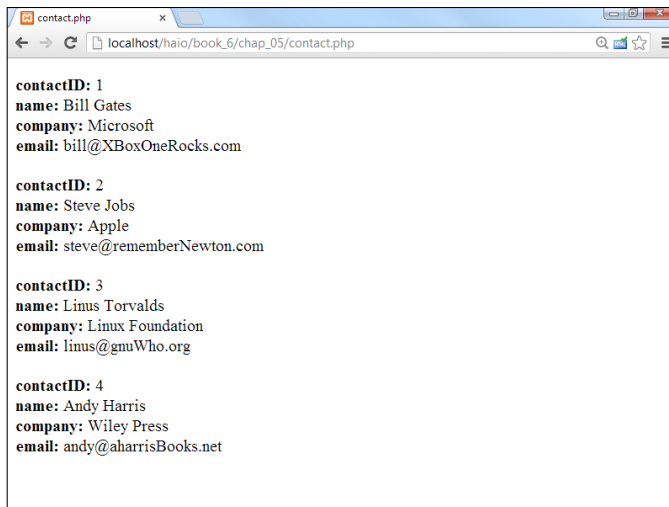 contact.php
localhost/haio/book_6/chap_05/contact.php
contactID: 1
name: Bill Gates
company: Microsoft
email: bill@XBoxOneRocks.com
contactID: 2
name: Steve Jobs
company: Apple
email: steve@rememberNewton.com
contactID: 3
name: Linus Torvalds
company: Linux Foundation
email: linus@gnuWho.org
contactID: 4
name: Andy Harris
company: Wiley Press
email: andy@aharrisBooks.net